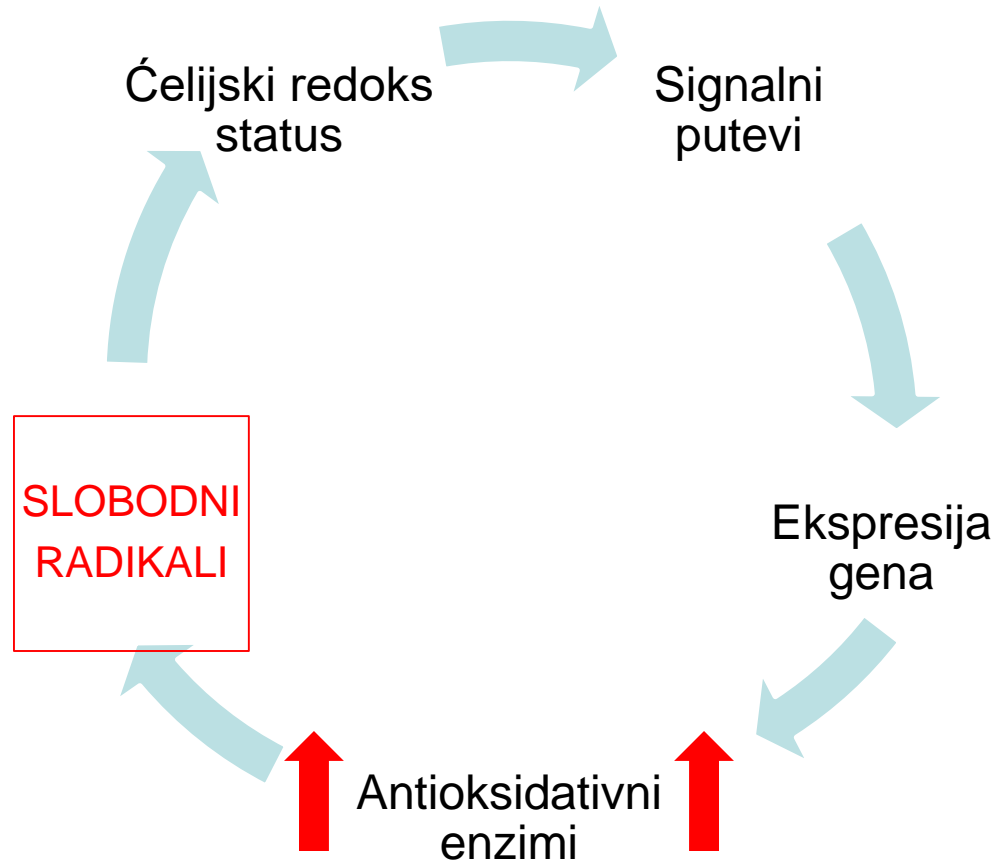 Ćelijski redoks
status
Signalni
putevi
Ekspresija
gena
Antioksidativni
enzimi
SLOBODNI
RADIKALI